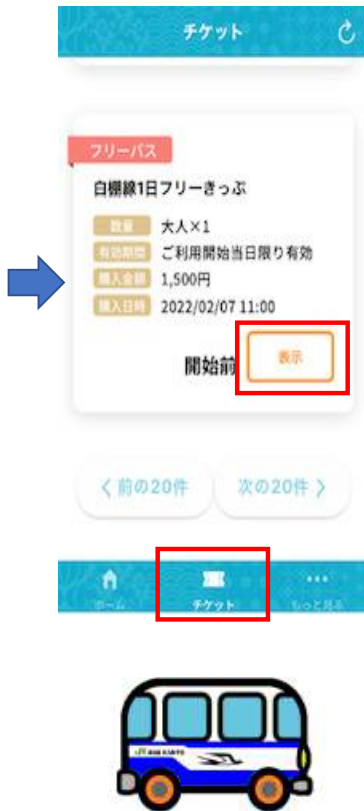 チケット
フリーパス
白棚線1日フリーきっぷ
数量 大人×1
有効期間 ご利用開始当日限り有効
購入金額 1,500円
購入日時 2022/02/07 11:00
開始前
表示
く前の20件 次の20件 >
ホーム チケット もっと見る